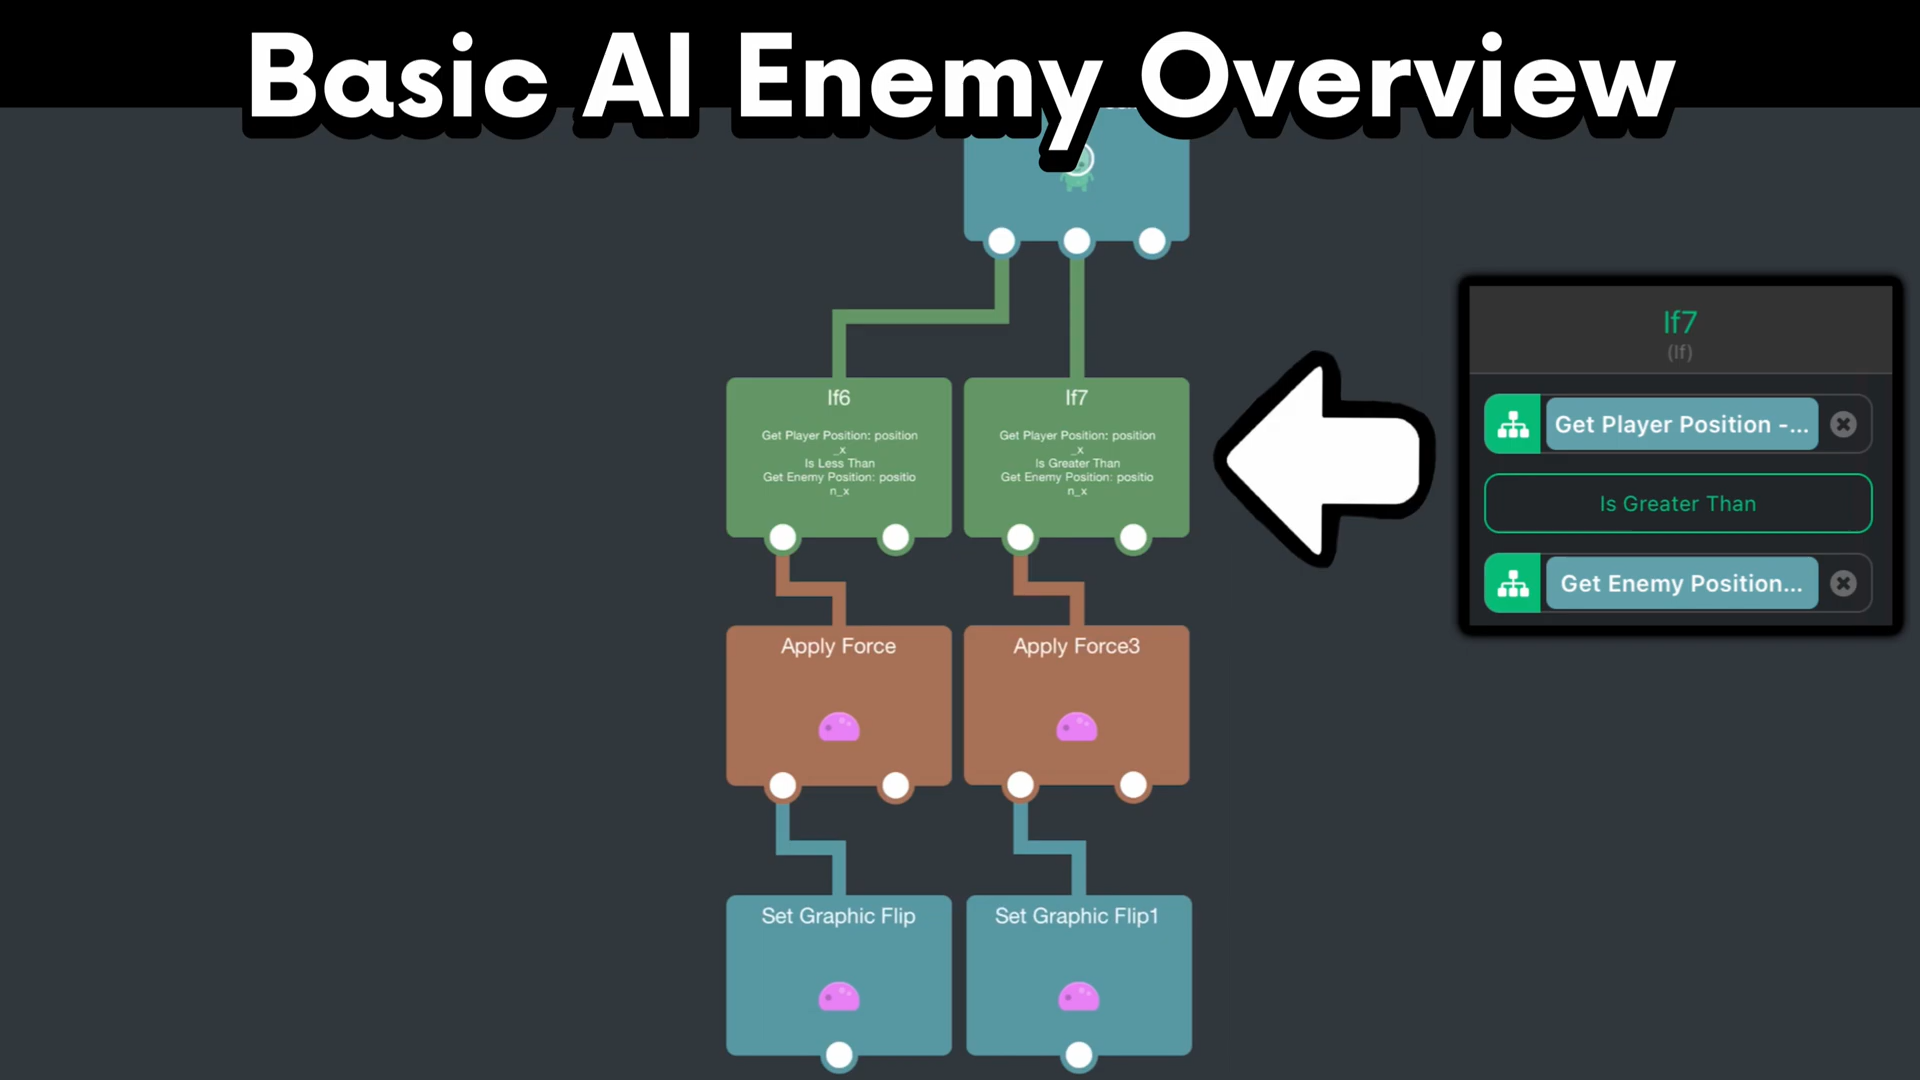 Basic AI Enemy Overview
If6
Get Player Position: position
_x
Is Less Than
Get Enemy Position: positio
n_x
If7
Get Player Position: position
_x
Is Greater Than
Get Enemy Position: positio
n_x
If7
(If)
Get Player Position -...
Is Greater Than
Get Enemy Position...
Apply Force
Apply Force3
Set Graphic Flip
Set Graphic Flip1